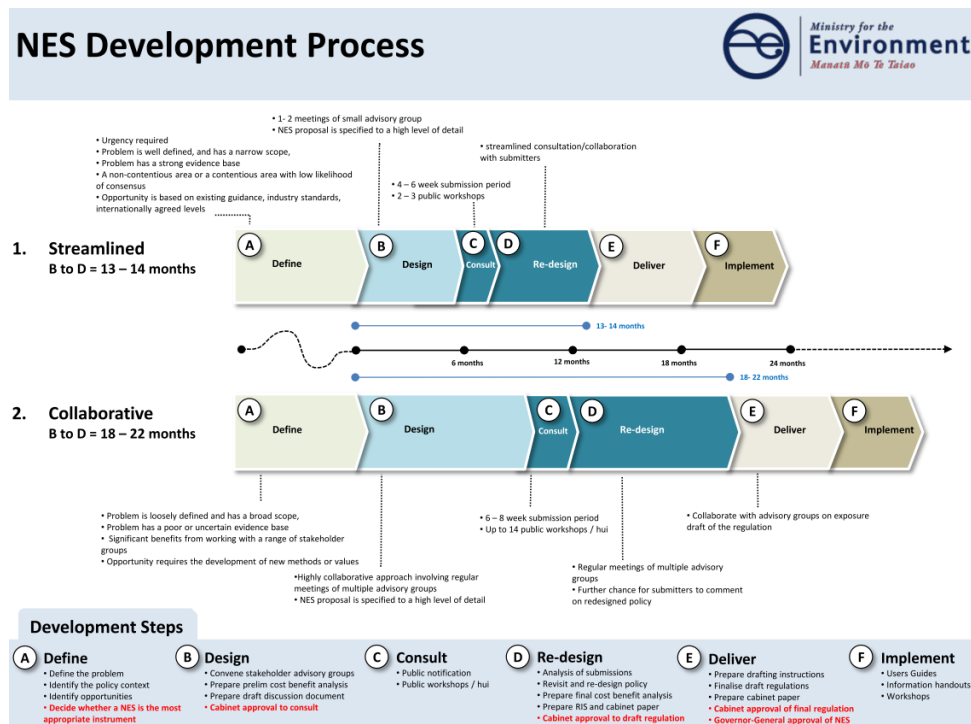 NES Development Process
Ministry for the
Environment
Manatū Mō Te Taiao
• 1- 2 meetings of small advisory group
• NES proposal is specified to a high level of detail
• Urgency required
• Problem is well defined, and has a narrow scope,
• Problem has a strong evidence base
• A non-contentious area or a contentious area with low likelihood
of consensus
• Opportunity is based on existing guidance, industry standards,
internationally agreed levels
• streamlined consultation/collaboration
with submitters
• 4 – 6 week submission period
• 2 – 3 public workshops
1. Streamlined
B to D = 13 – 14 months
A
Define
B
Design
C
Consult
D
Re-design
E
Deliver
F
Implement
13- 14 months
6 months
12 months
18 months
24 months
18- 22 months
2. Collaborative
B to D = 18 – 22 months
A
Define
B
Design
C
Consult
D
Re-design
E
Deliver
F
Implement
• Problem is loosely defined and has a broad scope,
• Problem has a poor or uncertain evidence base
• Significant benefits from working with a range of stakeholder
groups
• Opportunity requires the development of new methods or values
•Highly collaborative approach involving regular
meetings of multiple advisory groups
• NES proposal is specified to a high level of detail
• 6 – 8 week submission period
• Up to 14 public workshops / hui
• Regular meetings of multiple advisory
groups
• Further chance for submitters to comment
on redesigned policy
• Collaborate with advisory groups on exposure
draft of the regulation
Development Steps
A Define
• Define the problem
• Identify the policy context
• Identify opportunities
• Decide whether a NES is the most
appropriate instrument
B Design
• Convene stakeholder advisory groups
• Prepare prelim cost benefit analysis
• Prepare draft discussion document
• Cabinet approval to consult
C Consult
• Public notification
• Public workshops / hui
D Re-design
• Analysis of submissions
• Revisit and re-design policy
• Prepare final cost benefit analysis
• Prepare RIS and cabinet paper
• Cabinet approval to draft regulation
E Deliver
• Prepare drafting instructions
• Finalise draft regulations
• Prepare cabinet paper
• Cabinet approval of final regulation
• Governor-General approval of NES
F Implement
• Users Guides
• Information handouts
• Workshops